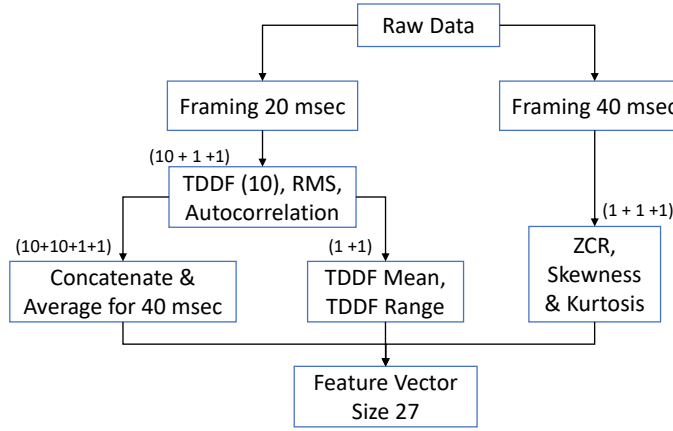 Raw Data
Framing 20 msec
Framing 40 msec
(10 + 1 +1)
TDDF (10), RMS,
Autocorrelation
(10+10+1+1)
Concatenate &
Average for 40 msec
(1 +1)
TDDF Mean,
TDDF Range
(1 + 1 +1)
ZCR,
Skewness
& Kurtosis
Feature Vector
Size 27